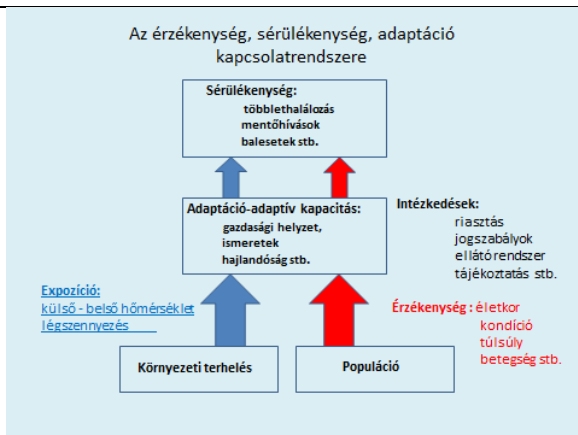 Az érzékenység, sérülékenység, adaptáció
kapcsolatrendszere
Sérülékenység:
többlethalálozás
mentőhívások
balesetek stb.
Adaptáció-adaptív kapacitás:
gazdasági helyzet,
ismeretek
hajlandóság stb.
Intézkedések:
riasztás
jogszabályok
ellátórendszer
tájékoztatás stb.
Expozíció:
külső - belső hőmérséklet
légszennyezés
Érzékenység : életkor
kondíció
túlsúly
betegség stb.
Környezeti terhelés
Populáció